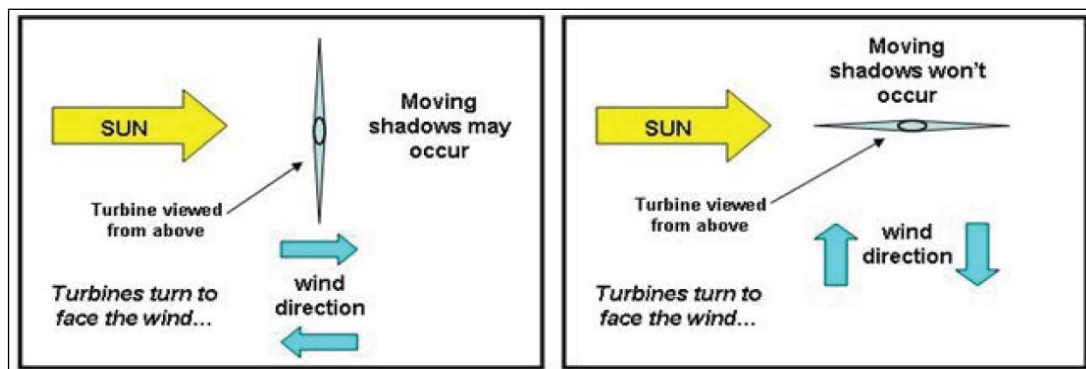 SUN
Moving
shadows may
occur
Turbine viewed
from above
wind
direction
Turbines turn to
face the wind...
Moving
shadows won't
occur
SUN
Turbine viewed
from above
wind
direction
Turbines turn to
face the wind...